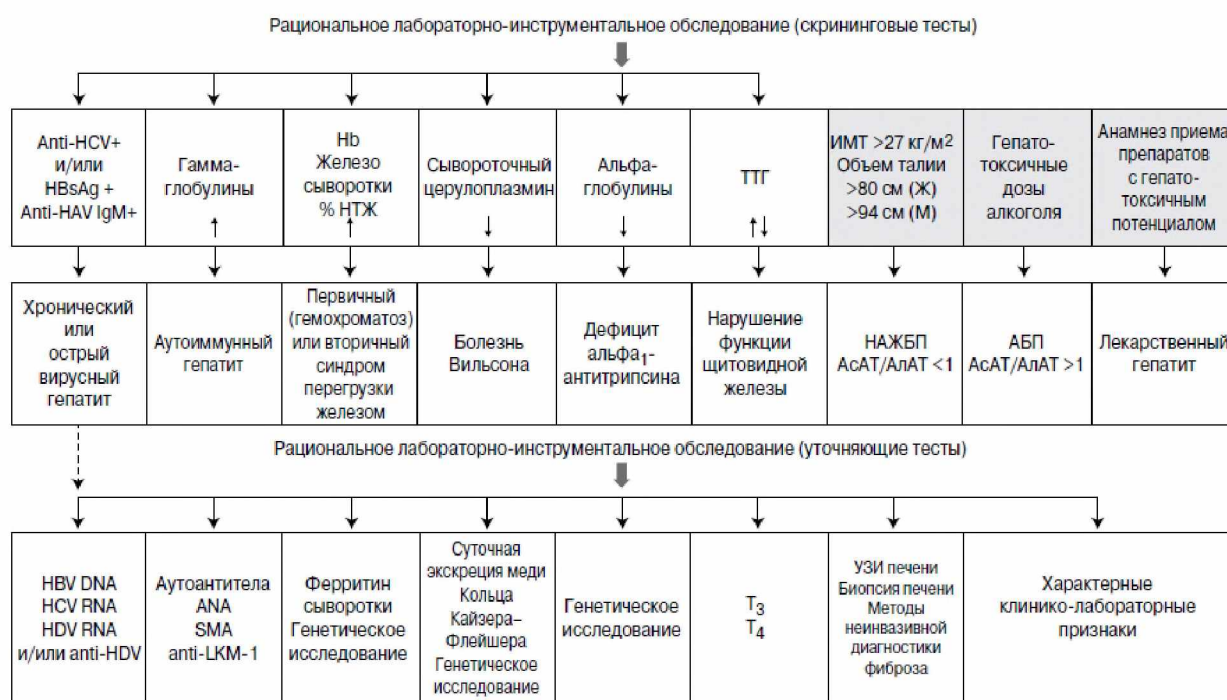 Рациональное лабораторно-инструментальное обследование (скрининговые тесты)
Anti-HCV+
и/или
HBsAg +
Anti-HAV IgM+
Гамма-
глобулины
↑
Hb
Железо
сыворотки
% НТЖ
↑
Сывороточный
церулоплазмин
↓
Альфа-
глобулины
↓
ТТГ
↑↓
ИМТ >27 кг/м²
Объем талии
>80 см (Ж)
>94 см (М)
Гепато-
токсичные
дозы
алкоголя
Анамнез приема
препаратов
с гепато-
токсичным
потенциалом
Хронический
или
острый
вирусный
гепатит
Аутоиммунный
гепатит
Первичный
(гемохроматоз)
или вторичный
синдром
перегрузки
железом
Болезнь
Вильсона
Дефицит
альфа₁-
антитрипсина
Нарушение
функции
щитовидной
железы
НАЖБП
АсАТ/АлАТ <1
АБП
АсАТ/АлАТ >1
Лекарственный
гепатит
Рациональное лабораторно-инструментальное обследование (уточняющие тесты)
HBV DNA
HCV RNA
HDV RNA
и/или anti-HDV
Аутоантитела
ANA
SMA
anti-LKM-1
Ферритин
сыворотки
Генетическое
исследование
Суточная
экскреция меди
Кольца
Кайзера–
Флейшера
Генетическое
исследование
Генетическое
исследование
T₃
T₄
УЗИ печени
Биопсия печени
Методы
неинвазивной
диагностики
фиброза
Характерные
клинико-лабораторные
признаки